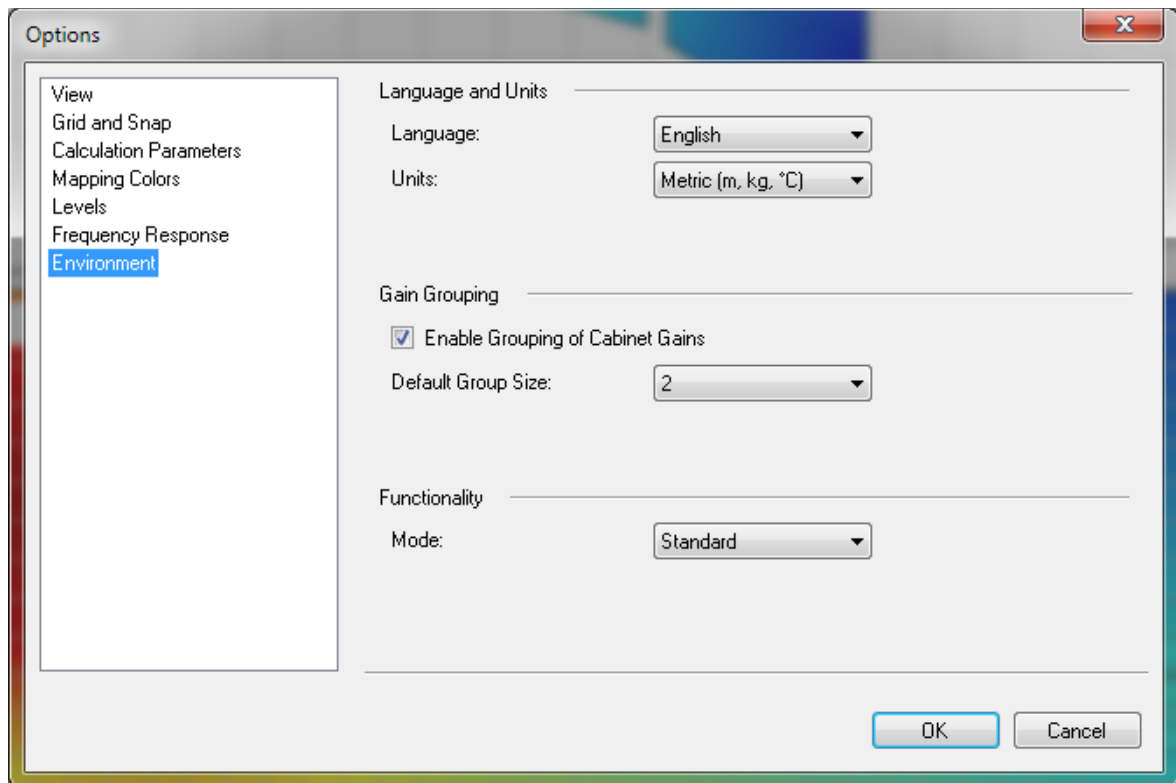 Options
View
Grid and Snap
Calculation Parameters
Mapping Colors
Levels
Frequency Response
Environment
Language and Units
Language: English
Units: Metric (m, kg, °C)
Gain Grouping
Enable Grouping of Cabinet Gains
Default Group Size: 2
Functionality
Mode: Standard
OK Cancel